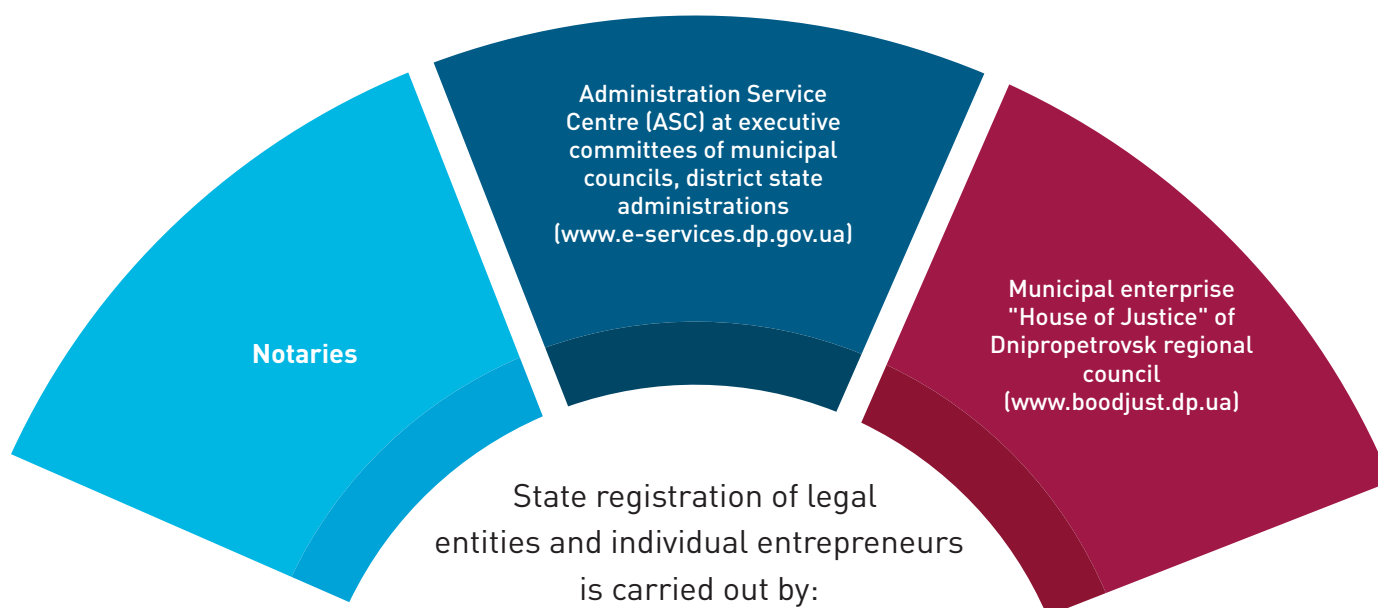 Notaries
Administration Service
Centre (ASC) at executive
committees of municipal
councils, district state
administrations
(www.e-services.dp.gov.ua)
Municipal enterprise
"House of Justice" of
Dnipropetrovsk regional
council
(www.boodjust.dp.ua)
State registration of legal
entities and individual entrepreneurs
is carried out by: